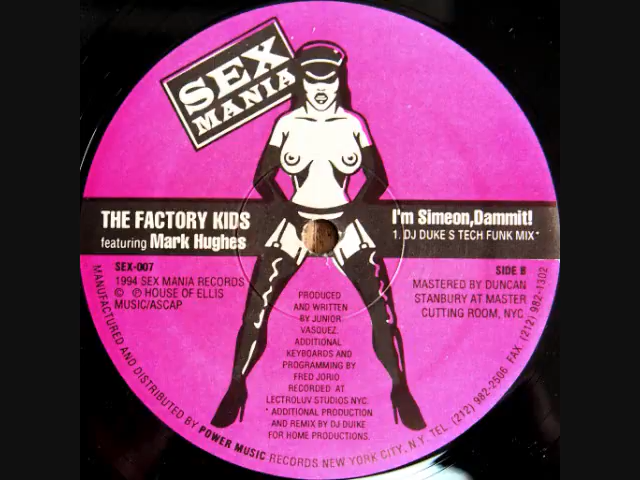 SEX
MANIA
THE FACTORY KIDS
featuring Mark Hughes
I'm Simeon,Dammit!
1. DJ DUKE S TECH FUNK MIX*
SEX-007
1994 SEX MANIA RECORDS
© ℗ HOUSE OF ELLIS
MUSIC/ASCAP
SIDE B
MASTERED BY DUNCAN
STANBURY AT MASTER
CUTTING ROOM, NYC.
PRODUCED
AND WRITTEN
BY JUNIOR
VASQUEZ.
ADDITIONAL
KEYBOARDS AND
PROGRAMMING BY
FRED JORIO
RECORDED AT
LECTROLUV STUDIOS NYC.
* ADDITIONAL PRODUCTION
AND REMIX BY DJ DUIKE
FOR HOME PRODUCTIONS.
MANUFACTURED AND DISTRIBUTED BY POWER MUSIC RECORDS NEW YORK CITY, N.Y. TEL. (212) 982-2506 FAX (212) 982-1302